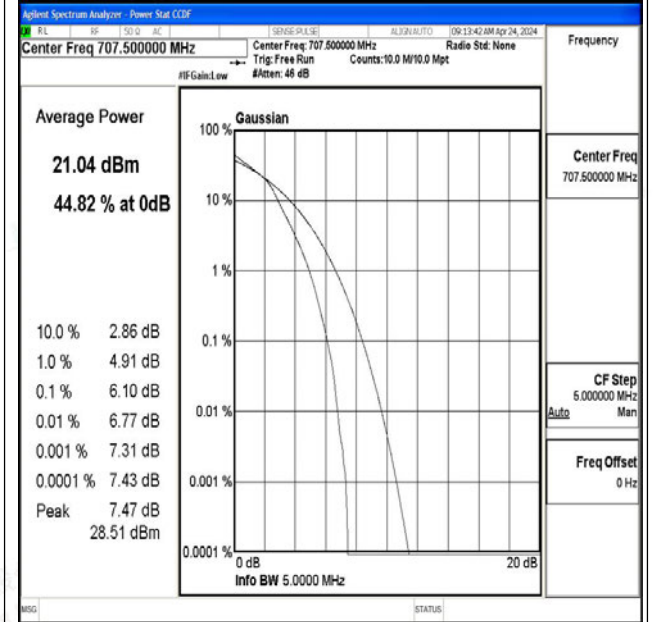 Agilent Spectrum Analyzer - Power Stat CCDF
RL RF 50 Ω AC SENSE:PULSE ALIGN AUTO 09:13:42 AM Apr 24, 2024
Center Freq 707.500000 MHz
Center Freq: 707.500000 MHz Radio Std: None
Trig: Free Run Counts:10.0 M/10.0 Mpt
#IFGain:Low #Atten: 46 dB
Frequency
Average Power
21.04 dBm
44.82 % at 0dB
10.0 % 2.86 dB
1.0 % 4.91 dB
0.1 % 6.10 dB
0.01 % 6.77 dB
0.001 % 7.31 dB
0.0001 % 7.43 dB
Peak 7.47 dB
28.51 dBm
Gaussian
100 %
10 %
1 %
0.1 %
0.01 %
0.001 %
0.0001 %
0 dB 20 dB
Info BW 5.0000 MHz
Center Freq
707.500000 MHz
CF Step
5.000000 MHz
Auto Man
Freq Offset
0 Hz
MSG STATUS